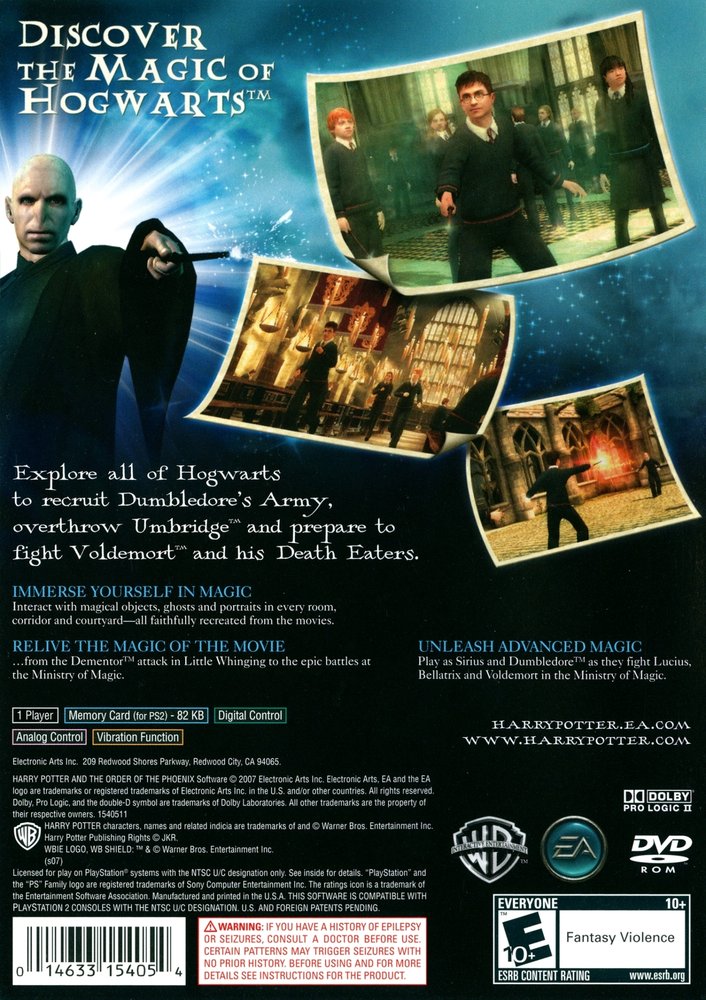 DISCOVER
THE MAGIC OF
HOGWARTS™
Explore all of Hogwarts
to recruit Dumbledore's Army,
overthrow Umbridge™ and prepare to
fight Voldemort™ and his Death Eaters.
IMMERSE YOURSELF IN MAGIC
Interact with magical objects, ghosts and portraits in every room,
corridor and courtyard—all faithfully recreated from the movies.
RELIVE THE MAGIC OF THE MOVIE
...from the Dementor™ attack in Little Whinging to the epic battles at
the Ministry of Magic.
UNLEASH ADVANCED MAGIC
Play as Sirius and Dumbledore™ as they fight Lucius,
Bellatrix and Voldemort in the Ministry of Magic.
1 Player
Memory Card (for PS2) - 82 KB
Digital Control
Analog Control
Vibration Function
HARRYPOTTER.EA.COM
WWW.HARRYPOTTER.COM
Electronic Arts Inc. 209 Redwood Shores Parkway, Redwood City, CA 94065.
HARRY POTTER AND THE ORDER OF THE PHOENIX Software © 2007 Electronic Arts Inc. Electronic Arts, EA and the EA
logo are trademarks or registered trademarks of Electronic Arts Inc. in the U.S. and/or other countries. All rights reserved.
Dolby, Pro Logic, and the double-D symbol are trademarks of Dolby Laboratories. All other trademarks are the property of
their respective owners. 1540511
WB
HARRY POTTER characters, names and related indicia are trademarks of and © Warner Bros. Entertainment Inc.
Harry Potter Publishing Rights © JKR.
WBIE LOGO, WB SHIELD: ™ & © Warner Bros. Entertainment Inc.
(s07)
Licensed for play on PlayStation® systems with the NTSC U/C designation only. See inside for details. "PlayStation" and
the "PS" Family logo are registered trademarks of Sony Computer Entertainment Inc. The ratings icon is a trademark of
the Entertainment Software Association. Manufactured and printed in the U.S.A. THIS SOFTWARE IS COMPATIBLE WITH
PLAYSTATION 2 CONSOLES WITH THE NTSC U/C DESIGNATION. U.S. AND FOREIGN PATENTS PENDING.
DOLBY
PRO LOGIC II
WB
INTERACTIVE ENTERTAINMENT
TM
EA
DVD
ROM
0 14633 15405 4
WARNING: IF YOU HAVE A HISTORY OF EPILEPSY
OR SEIZURES, CONSULT A DOCTOR BEFORE USE.
CERTAIN PATTERNS MAY TRIGGER SEIZURES WITH
NO PRIOR HISTORY. BEFORE USING AND FOR MORE
DETAILS SEE INSTRUCTIONS FOR THE PRODUCT.
EVERYONE 10+
E
10+
Fantasy Violence
ESRB CONTENT RATING www.esrb.org